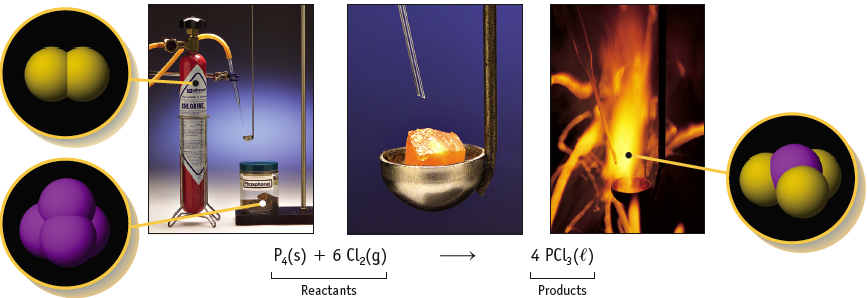 CHLORINE
Phosphorus
P₄(s) + 6 Cl₂(g) ⟶ 4 PCl₃(ℓ)
Reactants Products